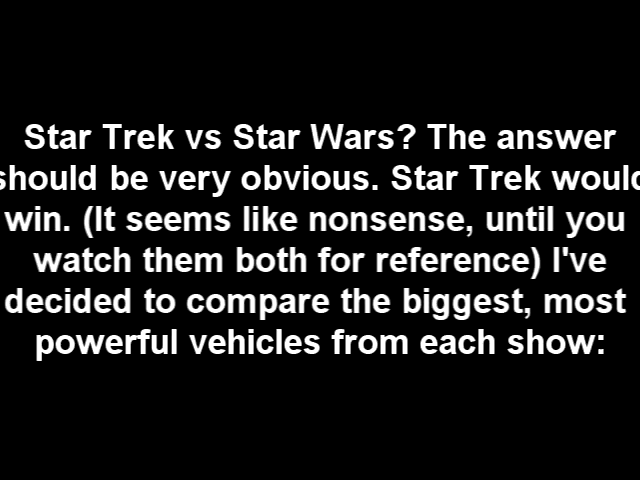 Star Trek vs Star Wars? The answer
should be very obvious. Star Trek would
win. (It seems like nonsense, until you
watch them both for reference) I've
decided to compare the biggest, most
powerful vehicles from each show: